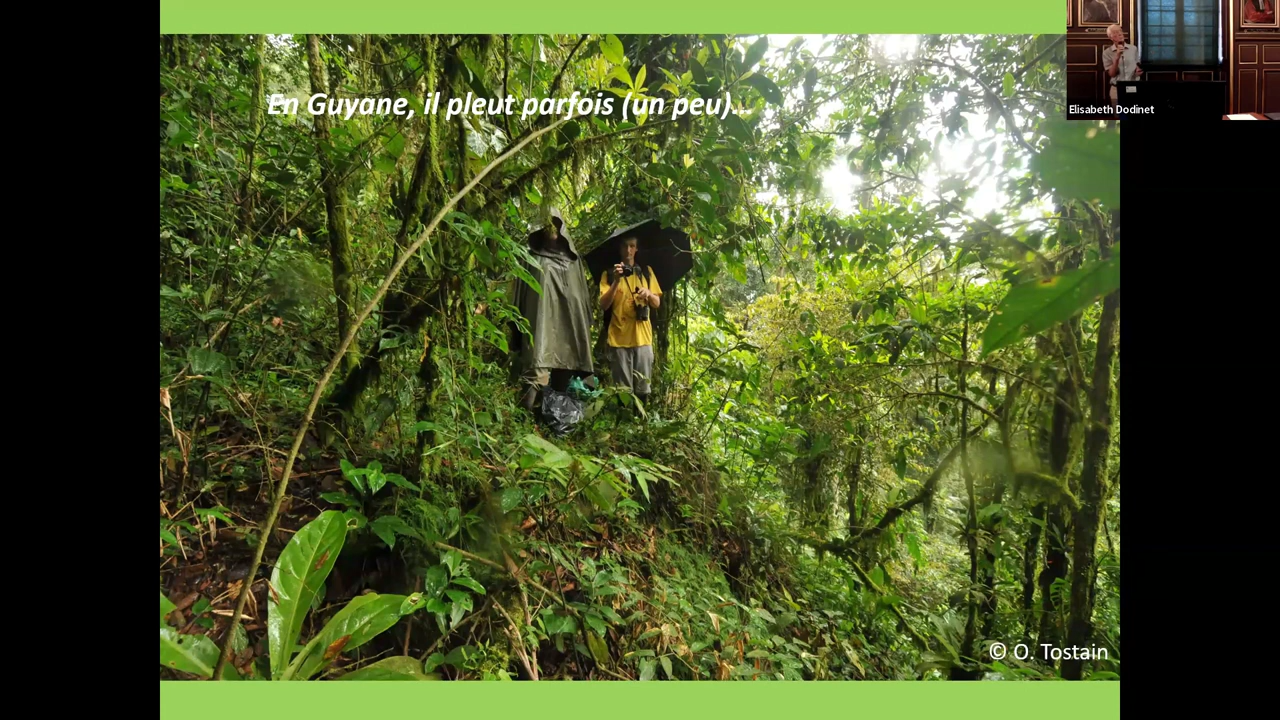 En Guyane, il pleut parfois (un peu)…
Elisabeth Dodinet
© O. Tostain